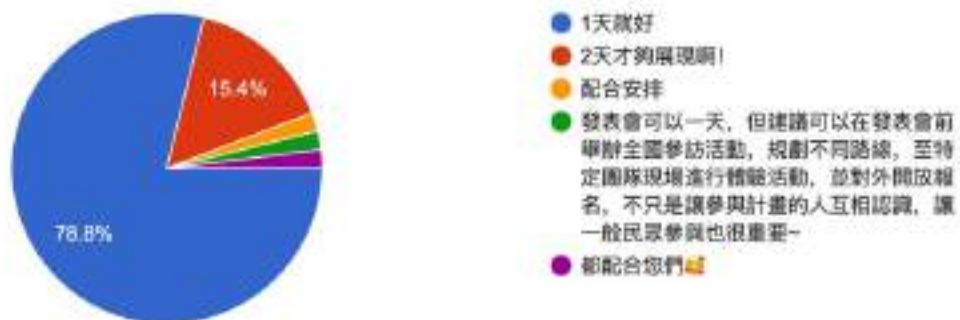 15.4%
78.8%
1天就好
2天才夠展現啊!
配合安排
發表會可以一天，但建議可以在發表會前
舉辦全國參訪活動，規劃不同路線，至特
定團隊現場進行體驗活動，並對外開放報
名，不只是讓參與計畫的人互相認識，讓
一般民眾參與也很重要~
都配合您們🥰